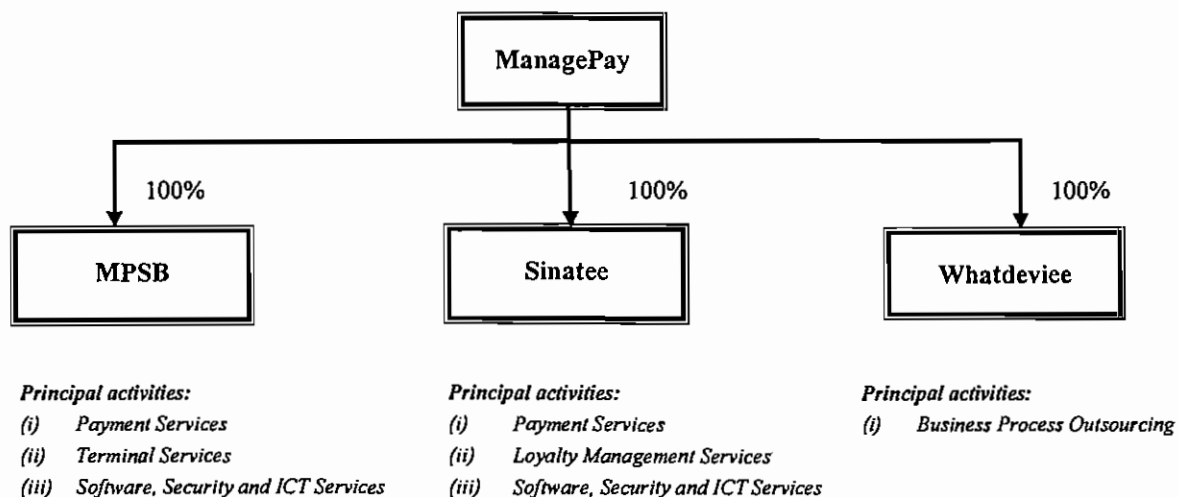 ManagePay
100%
100%
100%
MPSB
Sinatee
Whatdevice
Principal activities:
(i) Payment Services
(ii) Terminal Services
(iii) Software, Security and ICT Services
Principal activities:
(i) Payment Services
(ii) Loyalty Management Services
(iii) Software, Security and ICT Services
Principal activities:
(i) Business Process Outsourcing